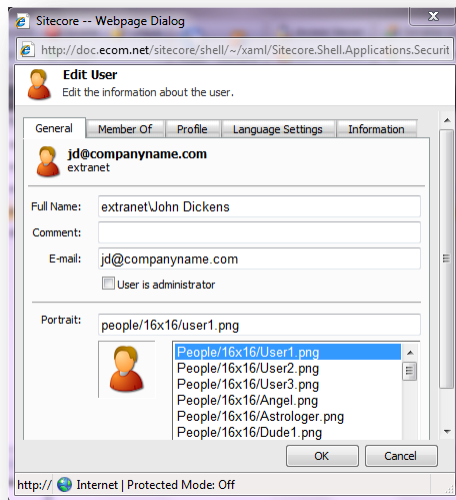 Sitecore -- Webpage Dialog
http://doc.ecom.net/sitecore/shell/~/xaml/Sitecore.Shell.Applications.Securit
Edit User
Edit the information about the user.
General Member Of Profile Language Settings Information
jd@companyname.com
extranet
Full Name: extranet\John Dickens
Comment:
E-mail: jd@companyname.com
User is administrator
Portrait: people/16x16/user1.png
People/16x16/User1.png
People/16x16/User2.png
People/16x16/User3.png
People/16x16/Angel.png
People/16x16/Astrologer.png
People/16x16/Dude1.png
OK Cancel
http:// Internet | Protected Mode: Off